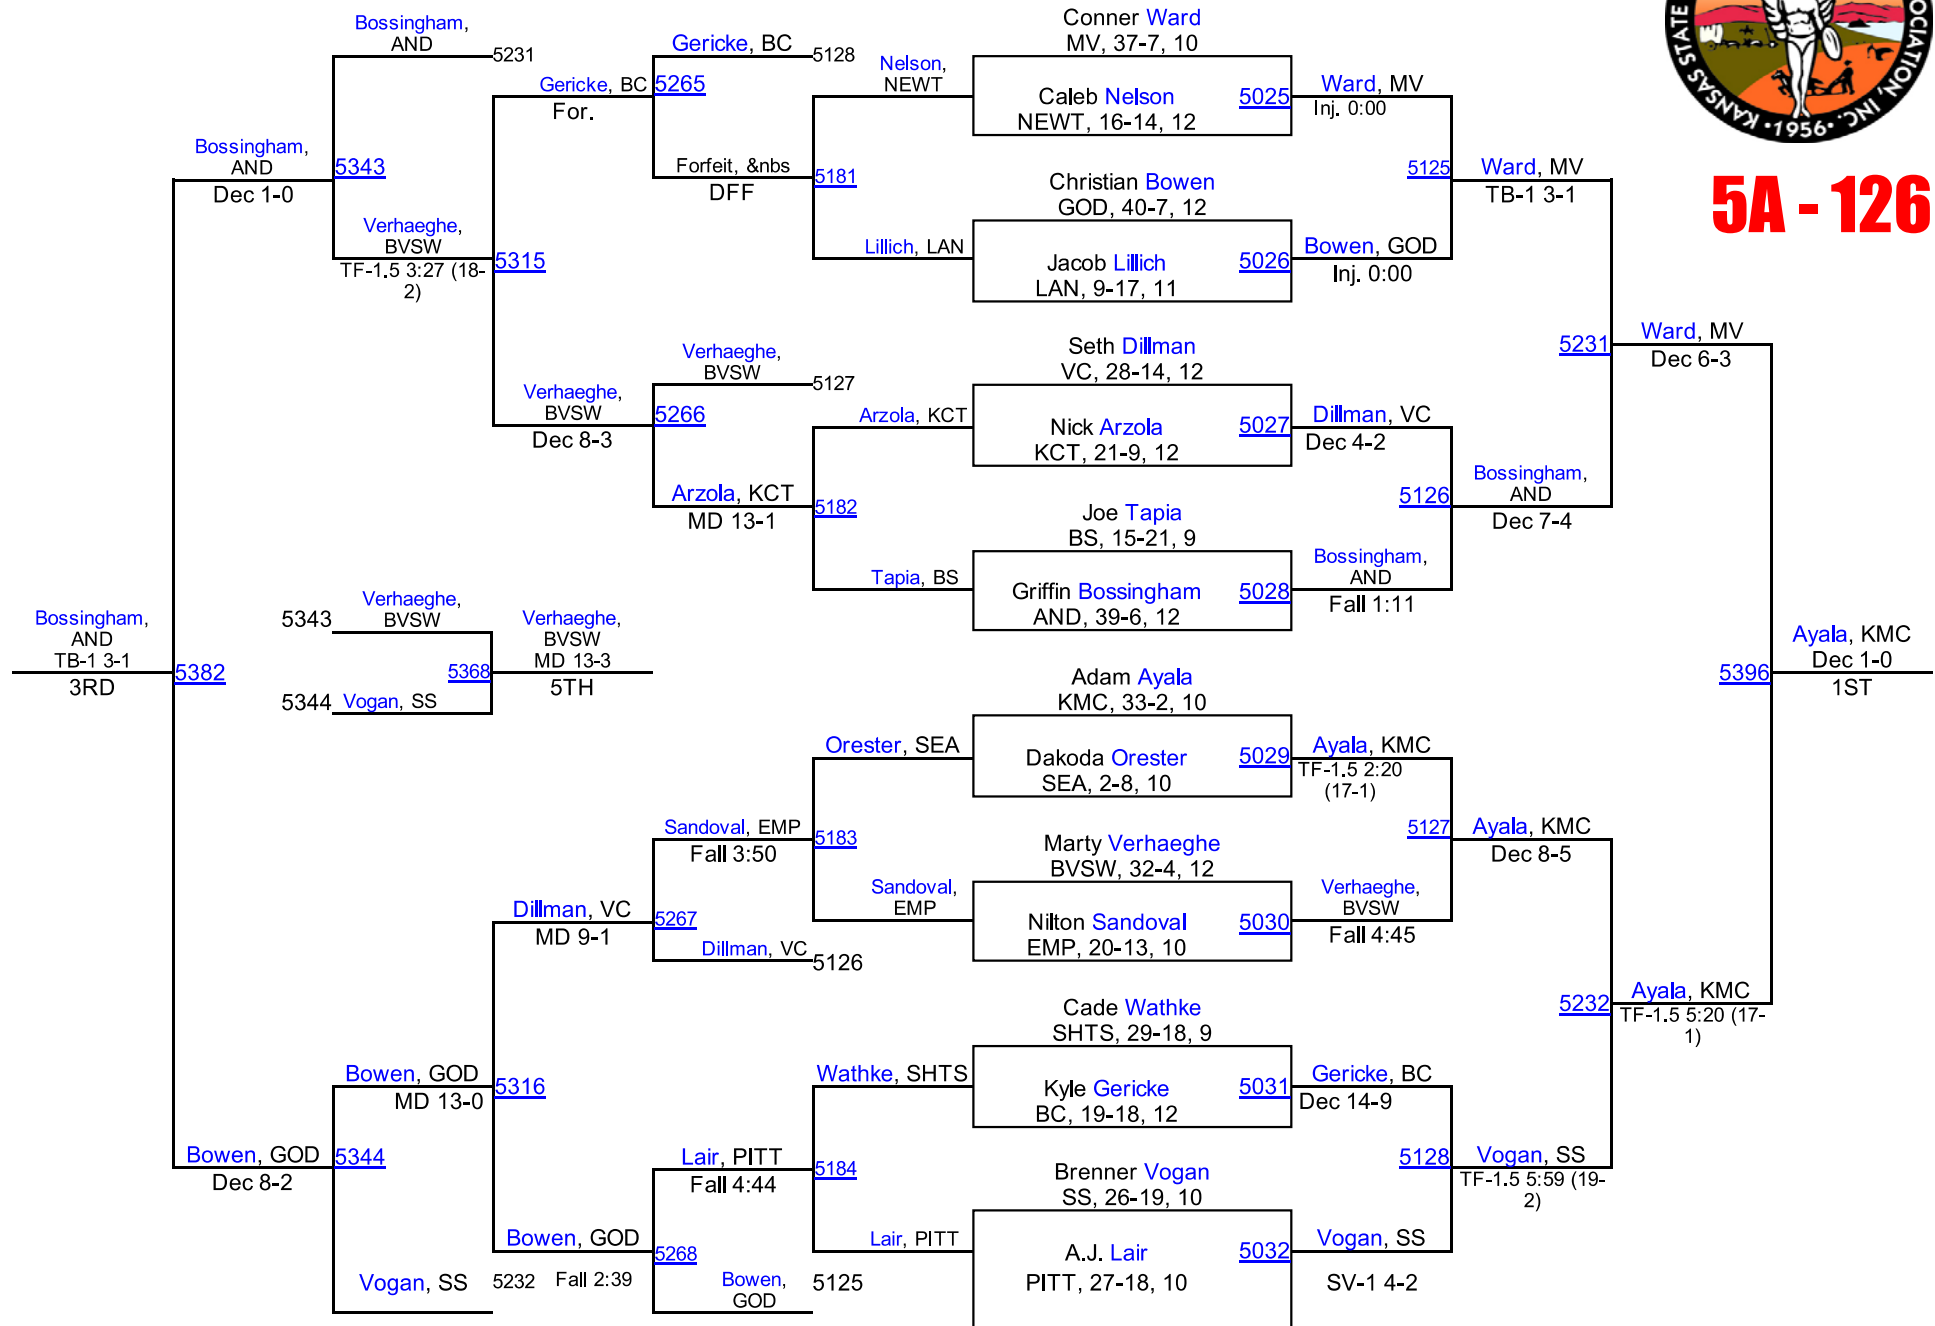 KANSAS STATE
OCIATION, INC.
•1956•
5A - 126
Bossingham,
AND
5231
Gericke, BC
5128
Gericke, BC
For.
5265
Forfeit, &nbs
DFF
Nelson,
NEWT
5181
Lillich, LAN
Bossingham,
AND
Dec 1-0
5343
Verhaeghe,
BVSW
TF-1.5 3:27 (18-
2)
5315
Verhaeghe,
BVSW
5127
Verhaeghe,
BVSW
Dec 8-3
5266
Arzola, KCT
MD 13-1
Arzola, KCT
5182
Tapia, BS
Conner Ward
MV, 37-7, 10
Caleb Nelson
NEWT, 16-14, 12
5025
Ward, MV
Inj. 0:00
Christian Bowen
GOD, 40-7, 12
Jacob Lillich
LAN, 9-17, 11
5026
Bowen, GOD
Inj. 0:00
5125
Ward, MV
TB-1 3-1
Seth Dillman
VC, 28-14, 12
Nick Arzola
KCT, 21-9, 12
5027
Dillman, VC
Dec 4-2
Joe Tapia
BS, 15-21, 9
Griffin Bossingham
AND, 39-6, 12
5028
Bossingham,
AND
Fall 1:11
5126
Bossingham,
AND
Dec 7-4
5231
Ward, MV
Dec 6-3
Bossingham,
AND
TB-1 3-1
3RD
5382
5343
Verhaeghe,
BVSW
5344
Vogan, SS
5368
Verhaeghe,
BVSW
MD 13-3
5TH
5396
Ayala, KMC
Dec 1-0
1ST
Orester, SEA
Sandoval, EMP
Fall 3:50
5183
Sandoval,
EMP
Dillman, VC
MD 9-1
5267
Dillman, VC
5126
Adam Ayala
KMC, 33-2, 10
Dakoda Orester
SEA, 2-8, 10
5029
Ayala, KMC
TF-1.5 2:20
(17-1)
Marty Verhaeghe
BVSW, 32-4, 12
Nilton Sandoval
EMP, 20-13, 10
5030
Verhaeghe,
BVSW
Fall 4:45
5127
Ayala, KMC
Dec 8-5
5232
Ayala, KMC
TF-1.5 5:20 (17-
1)
Bowen, GOD
MD 13-0
5316
Bowen, GOD
Dec 8-2
5344
Vogan, SS
5232
Bowen, GOD
Fall 2:39
Lair, PITT
Fall 4:44
5268
Bowen,
GOD
5125
Wathke, SHTS
5184
Lair, PITT
Cade Wathke
SHTS, 29-18, 9
Kyle Gericke
BC, 19-18, 12
5031
Gericke, BC
Dec 14-9
Brenner Vogan
SS, 26-19, 10
A.J. Lair
PITT, 27-18, 10
5032
Vogan, SS
SV-1 4-2
5128
Vogan, SS
TF-1.5 5:59 (19-
2)